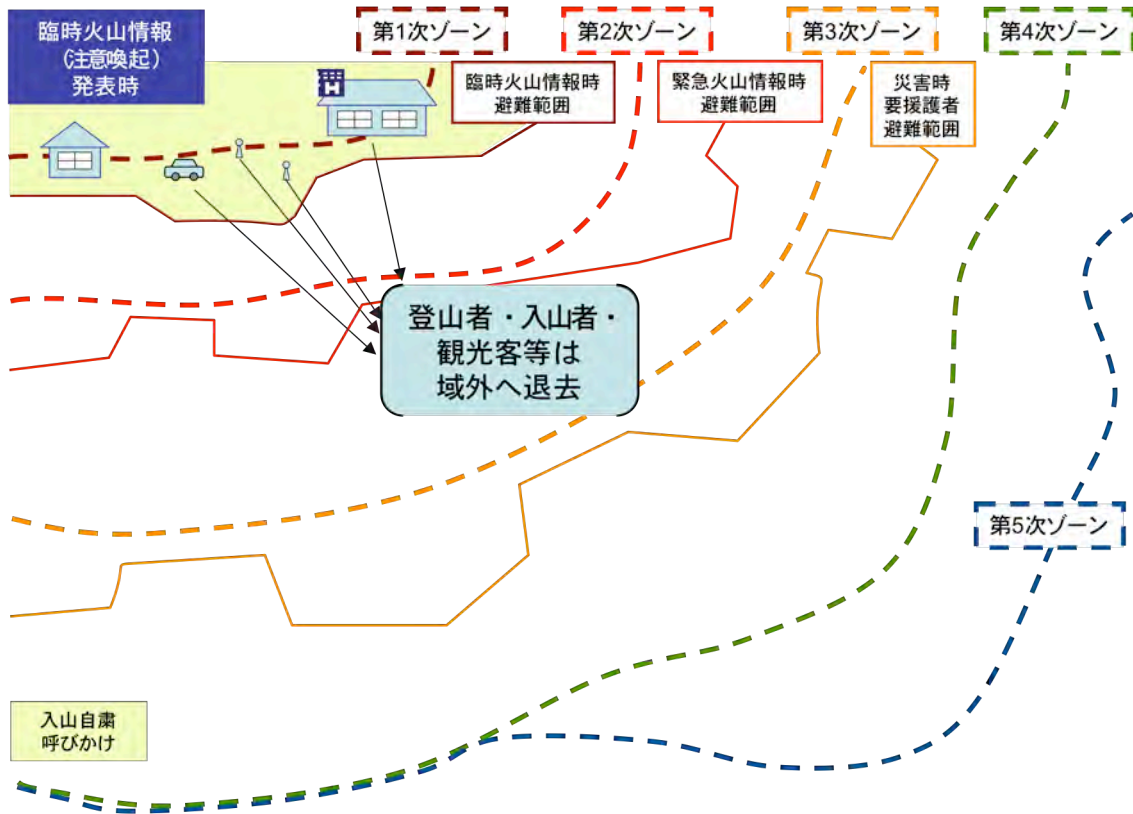 臨時火山情報
(注意喚起)
発表時
第1次ゾーン
第2次ゾーン
第3次ゾーン
第4次ゾーン
臨時火山情報時
避難範囲
緊急火山情報時
避難範囲
災害時
要援護者
避難範囲
H
登山者・入山者・
観光客等は
域外へ退去
第5次ゾーン
入山自粛
呼びかけ